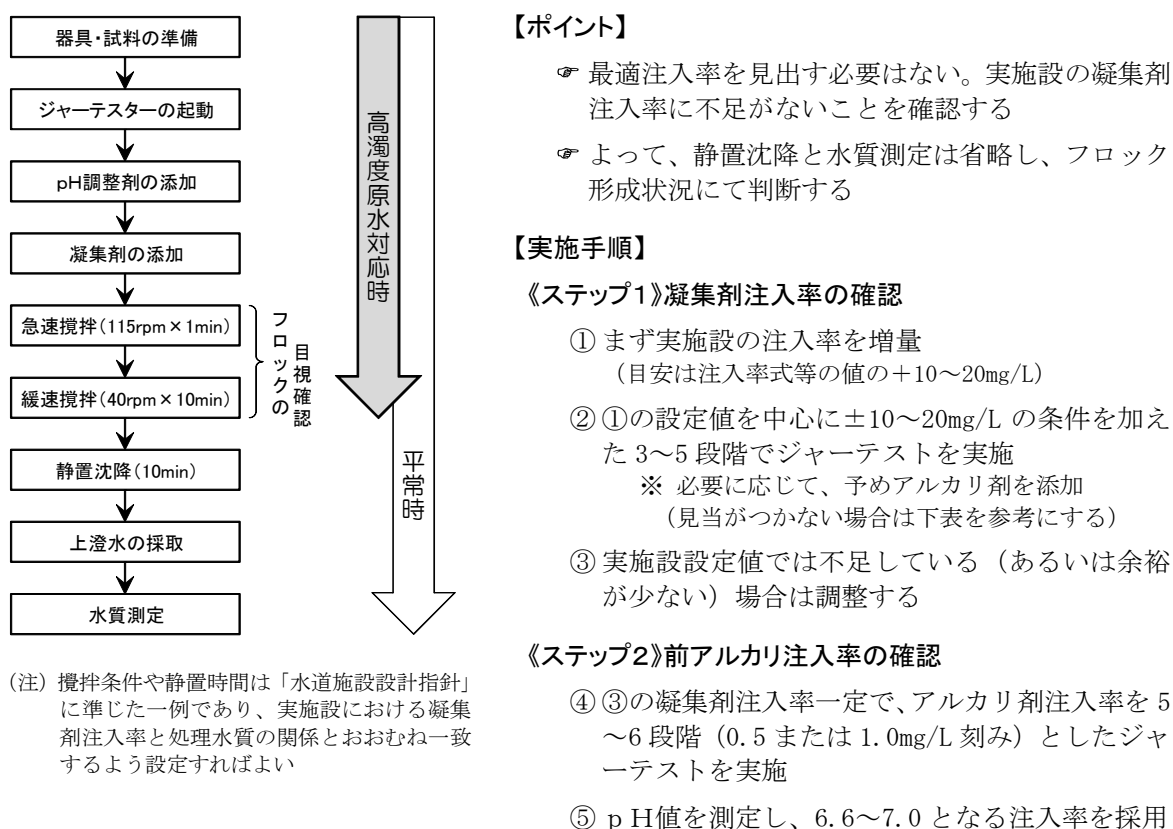 器具・試料の準備
ジャーテスターの起動
pH調整剤の添加
凝集剤の添加
急速攪拌(115rpm×1min)
緩速攪拌(40rpm×10min)
静置沈降(10min)
上澄水の採取
水質測定
フロックの
目視確認
高濁度原水対応時
平常時
(注) 攪拌条件や静置時間は「水道施設設計指針」
に準じた一例であり、実施設における凝集
剤注入率と処理水質の関係とおおむね一致
するよう設定すればよい
【ポイント】
☞ 最適注入率を見出す必要はない。実施設の凝集剤
注入率に不足がないことを確認する
☞ よって、静置沈降と水質測定は省略し、フロック
形成状況にて判断する
【実施手順】
《ステップ1》凝集剤注入率の確認
① まず実施設の注入率を増量
(目安は注入率式等の値の+10~20mg/L)
② ①の設定値を中心に±10~20mg/L の条件を加え
た 3~5 段階でジャーテストを実施
※ 必要に応じて、予めアルカリ剤を添加
(見当がつかない場合は下表を参考にする)
③ 実施設設定値では不足している(あるいは余裕
が少ない)場合は調整する
《ステップ2》前アルカリ注入率の確認
④ ③の凝集剤注入率一定で、アルカリ剤注入率を 5
~6 段階(0.5 または 1.0mg/L 刻み)としたジャ
ーテストを実施
⑤ pH値を測定し、6.6~7.0 となる注入率を採用